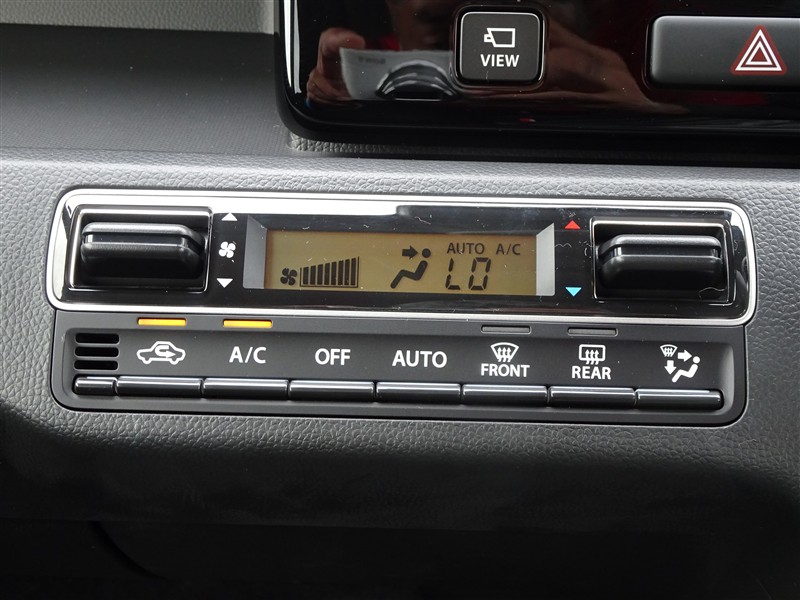 VIEW
AUTO A/C
LO
A/C OFF AUTO FRONT REAR